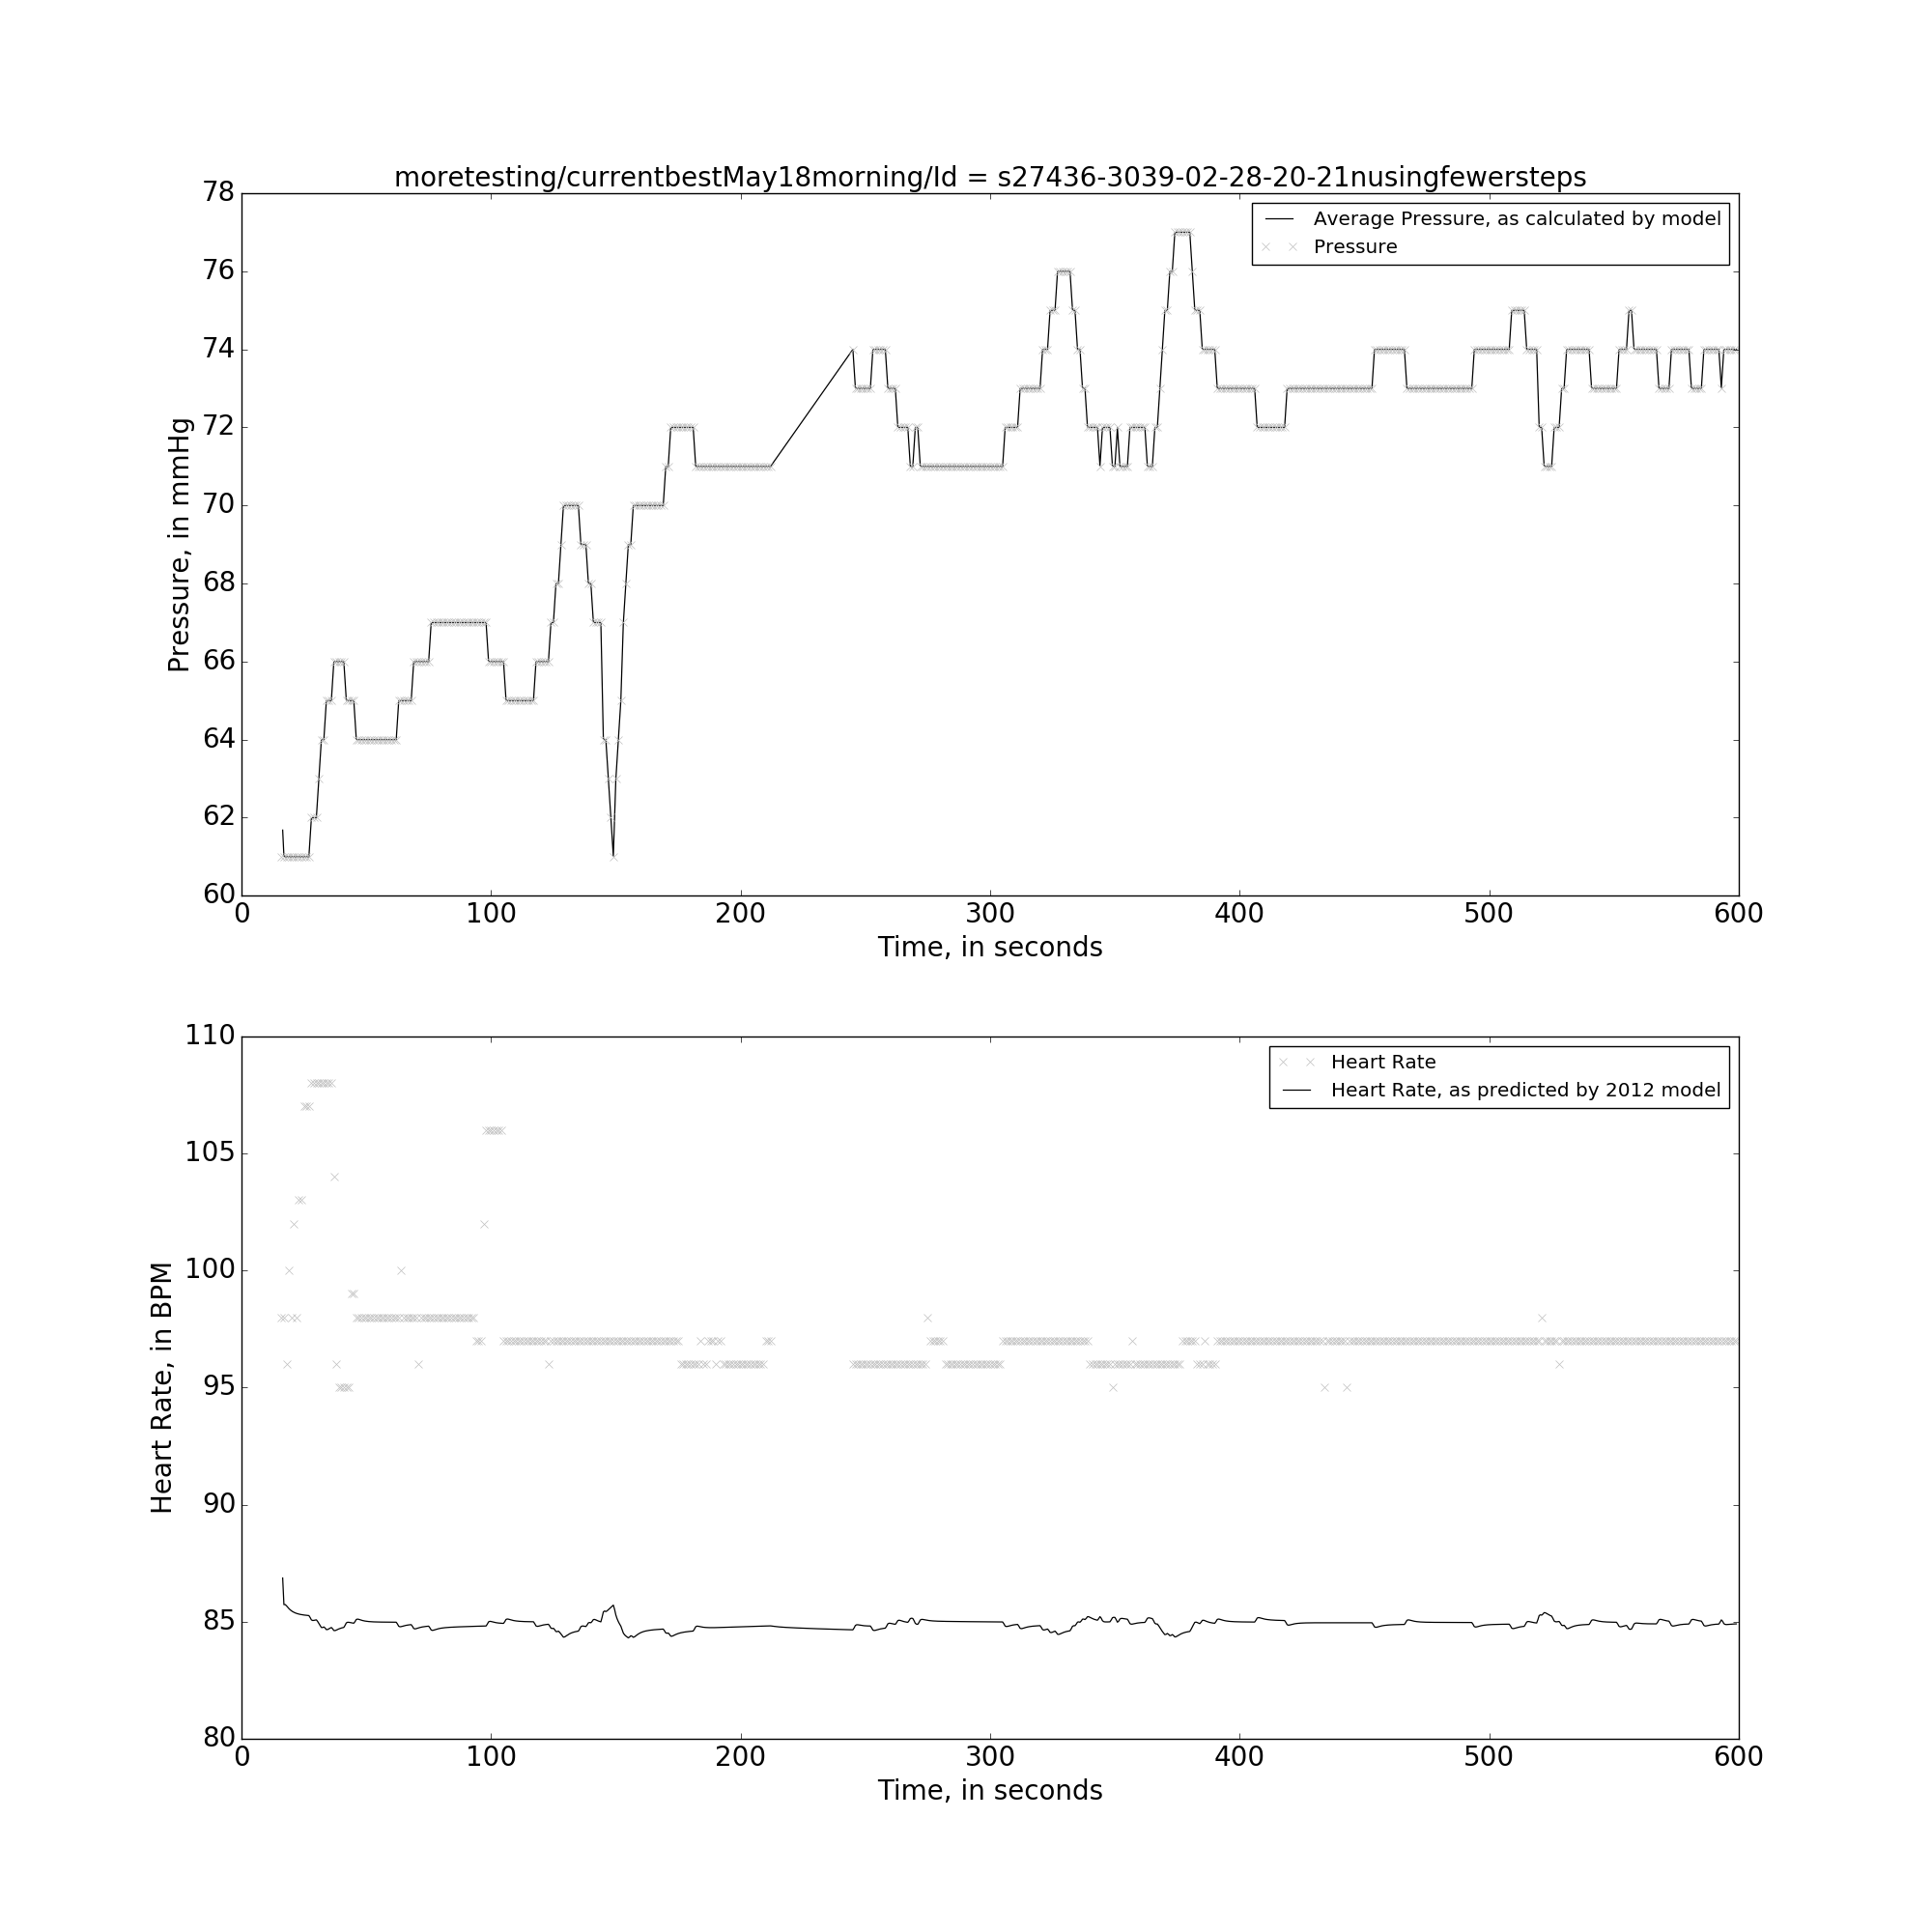 moretesting/currentbestMay18morning/Id = s27436-3039-02-28-20-21nusingfewersteps
78
76
74
72
70
68
66
64
62
60
Pressure, in mmHg
Average Pressure, as calculated by model
Pressure
0 100 200 300 400 500 600
Time, in seconds
110
105
100
95
90
85
80
Heart Rate, in BPM
Heart Rate
Heart Rate, as predicted by 2012 model
0 100 200 300 400 500 600
Time, in seconds